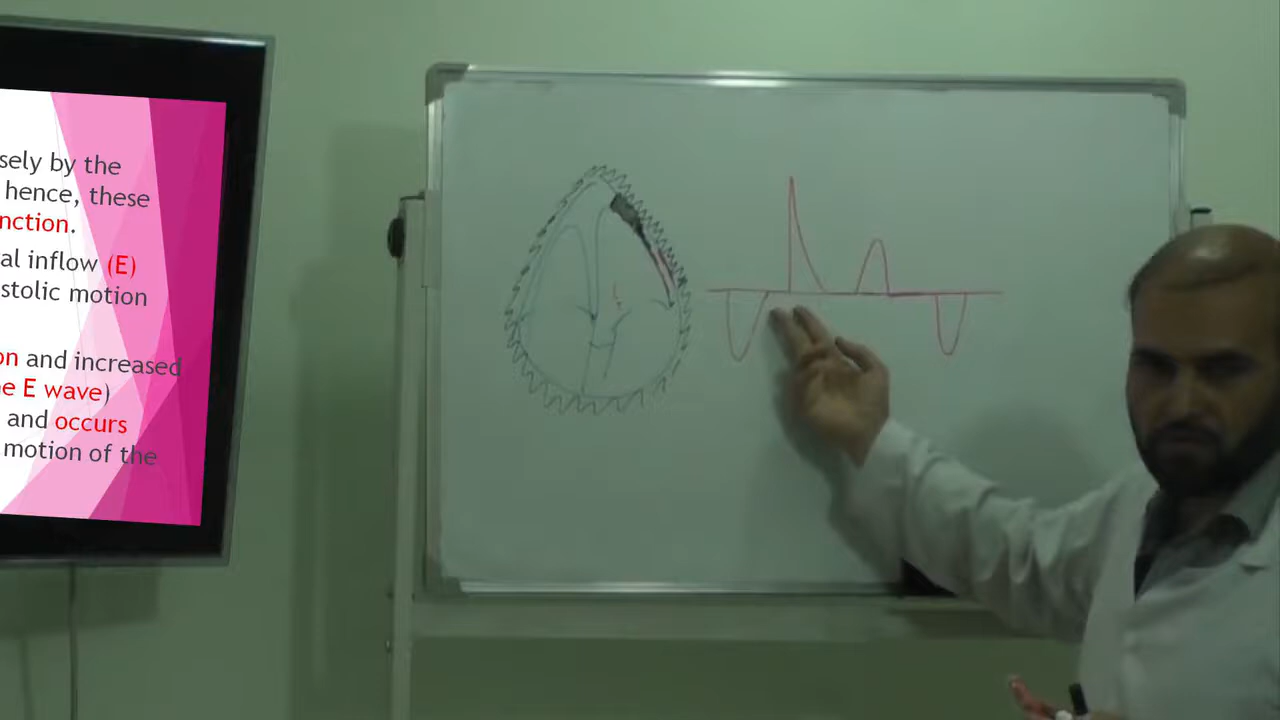 sely by the
hence, these
nction.
al inflow (E)
stolic motion
on and increased
e E wave)
and occurs
motion of the